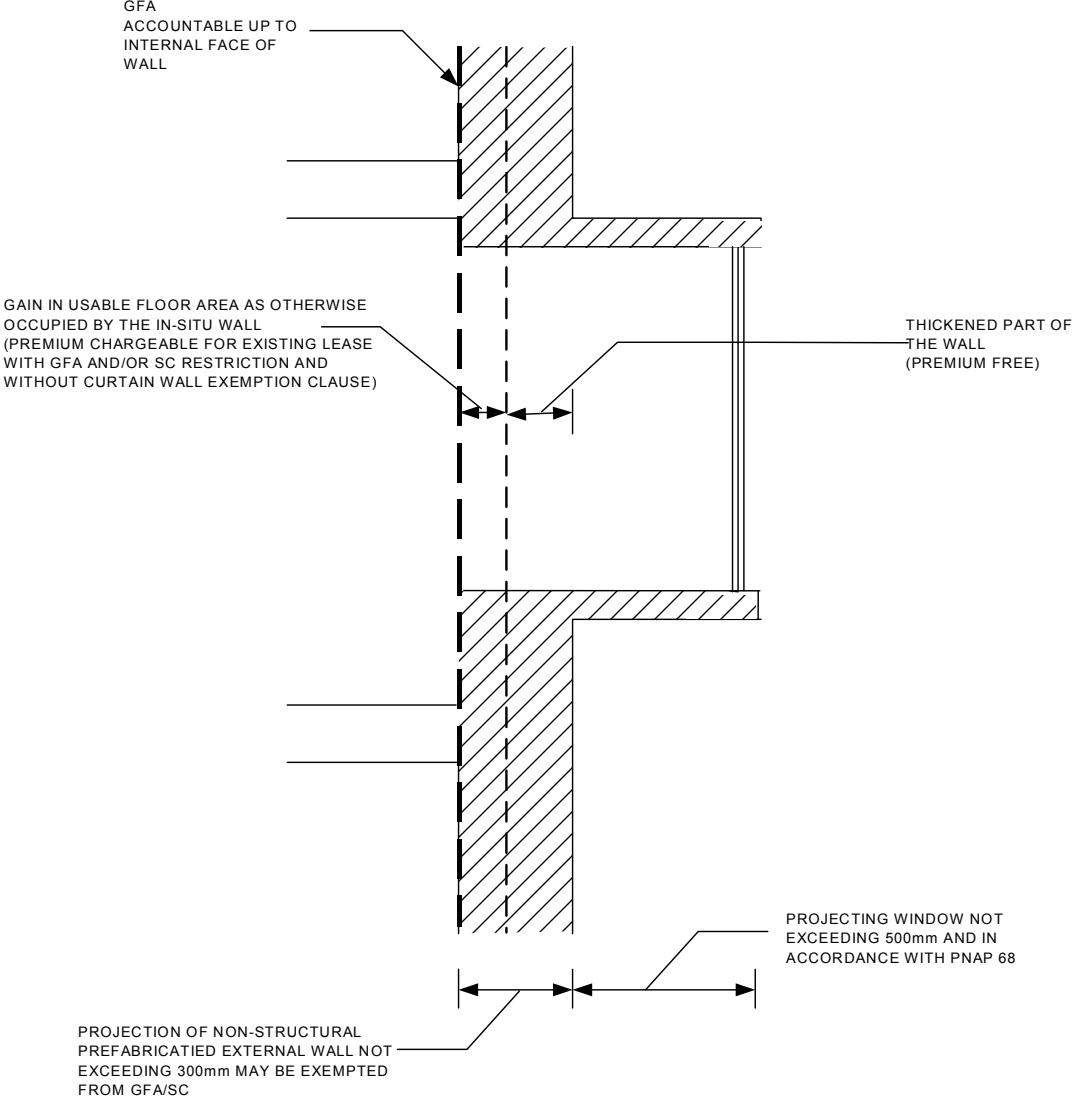 GFA
ACCOUNTABLE UP TO
INTERNAL FACE OF
WALL
GAIN IN USABLE FLOOR AREA AS OTHERWISE
OCCUPIED BY THE IN-SITU WALL
(PREMIUM CHARGEABLE FOR EXISTING LEASE
WITH GFA AND/OR SC RESTRICTION AND
WITHOUT CURTAIN WALL EXEMPTION CLAUSE)
THICKENED PART OF
THE WALL
(PREMIUM FREE)
PROJECTING WINDOW NOT
EXCEEDING 500mm AND IN
ACCORDANCE WITH PNAP 68
PROJECTION OF NON-STRUCTURAL
PREFABRICATIED EXTERNAL WALL NOT
EXCEEDING 300mm MAY BE EXEMPTED
FROM GFA/SC